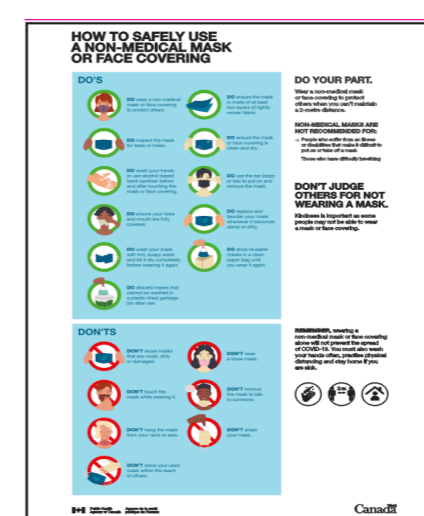 HOW TO SAFELY USE
A NON-MEDICAL MASK
OR FACE COVERING
DO'S
DO wear a non-medical
mask or face covering
to protect others.
DO ensure the mask
is made of at least
two layers of tightly
woven fabric.
DO inspect the mask
for tears or holes.
DO ensure the mask
or face covering is
clean and dry.
DO wash your hands
or use alcohol-based
hand sanitizer before
and after touching the
mask or face covering.
DO use the ear loops
or ties to put on and
remove the mask.
DO ensure your nose
and mouth are fully
covered.
DO replace and
launder your mask
whenever it becomes
damp or dirty.
DO wash your mask
with hot, soapy water
and let it dry completely
before wearing it again.
DO store reusable
masks in a clean
paper bag until
you wear it again.
DO discard masks that
cannot be washed in
a plastic-lined garbage
bin after use.
DON'TS
DON'T reuse masks
that are moist, dirty
or damaged.
DON'T wear
a loose mask.
DON'T touch the
mask while wearing it.
DON'T remove
the mask to talk
to someone.
DON'T hang the mask
from your neck or ears.
DON'T share
your mask.
DON'T leave your used
mask within the reach
of others.
DO YOUR PART.
Wear a non-medical mask
or face covering to protect
others when you can't maintain
a 2-metre distance.
NON-MEDICAL MASKS ARE
NOT RECOMMENDED FOR:
People who suffer from an illness
or disabilities that make it difficult to
put on or take off a mask
Those who have difficulty breathing
DON'T JUDGE
OTHERS FOR NOT
WEARING A MASK.
Kindness is important as some
people may not be able to wear
a mask or face covering.
REMEMBER, wearing a
non-medical mask or face covering
alone will not prevent the spread
of COVID-19. You must also wash
your hands often, practise physical
distancing and stay home if you
are sick.
2m
Public Health
Agency of Canada
Agence de la santé
publique du Canada
Canada